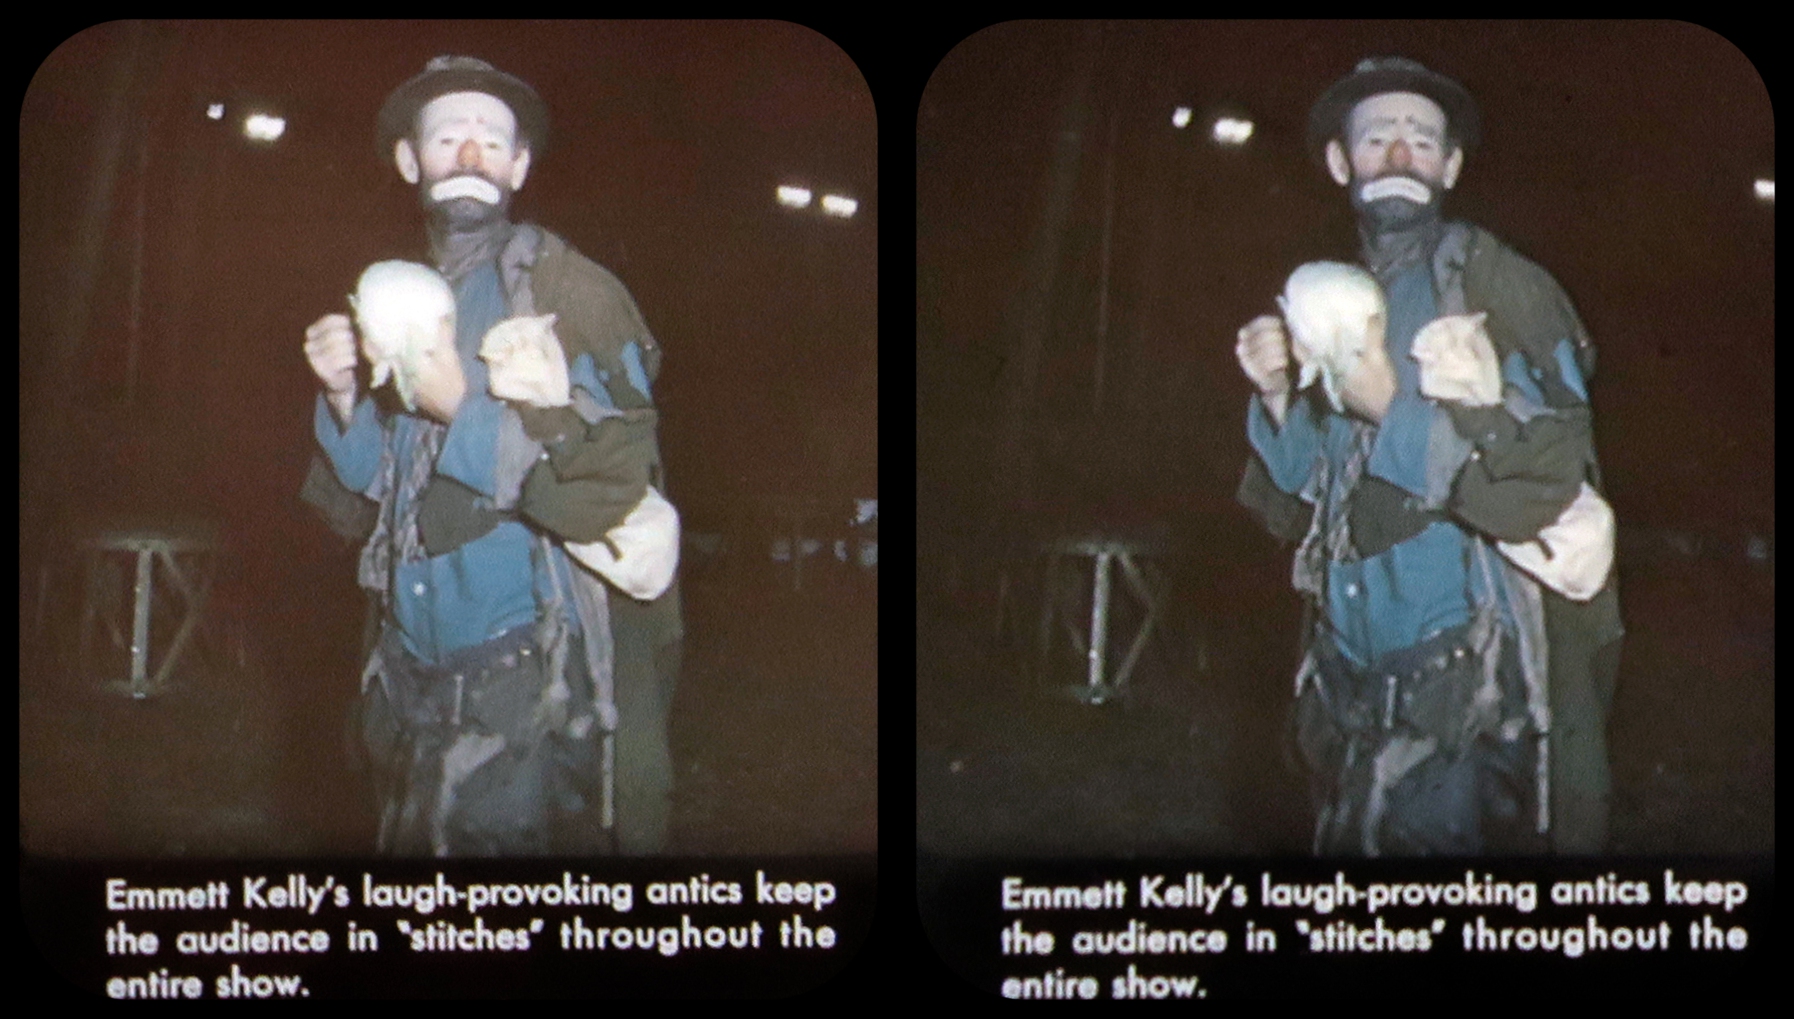 Emmett Kelly's laugh-provoking antics keep
the audience in "stitches" throughout the
entire show.
Emmett Kelly's laugh-provoking antics keep
the audience in "stitches" throughout the
entire show.